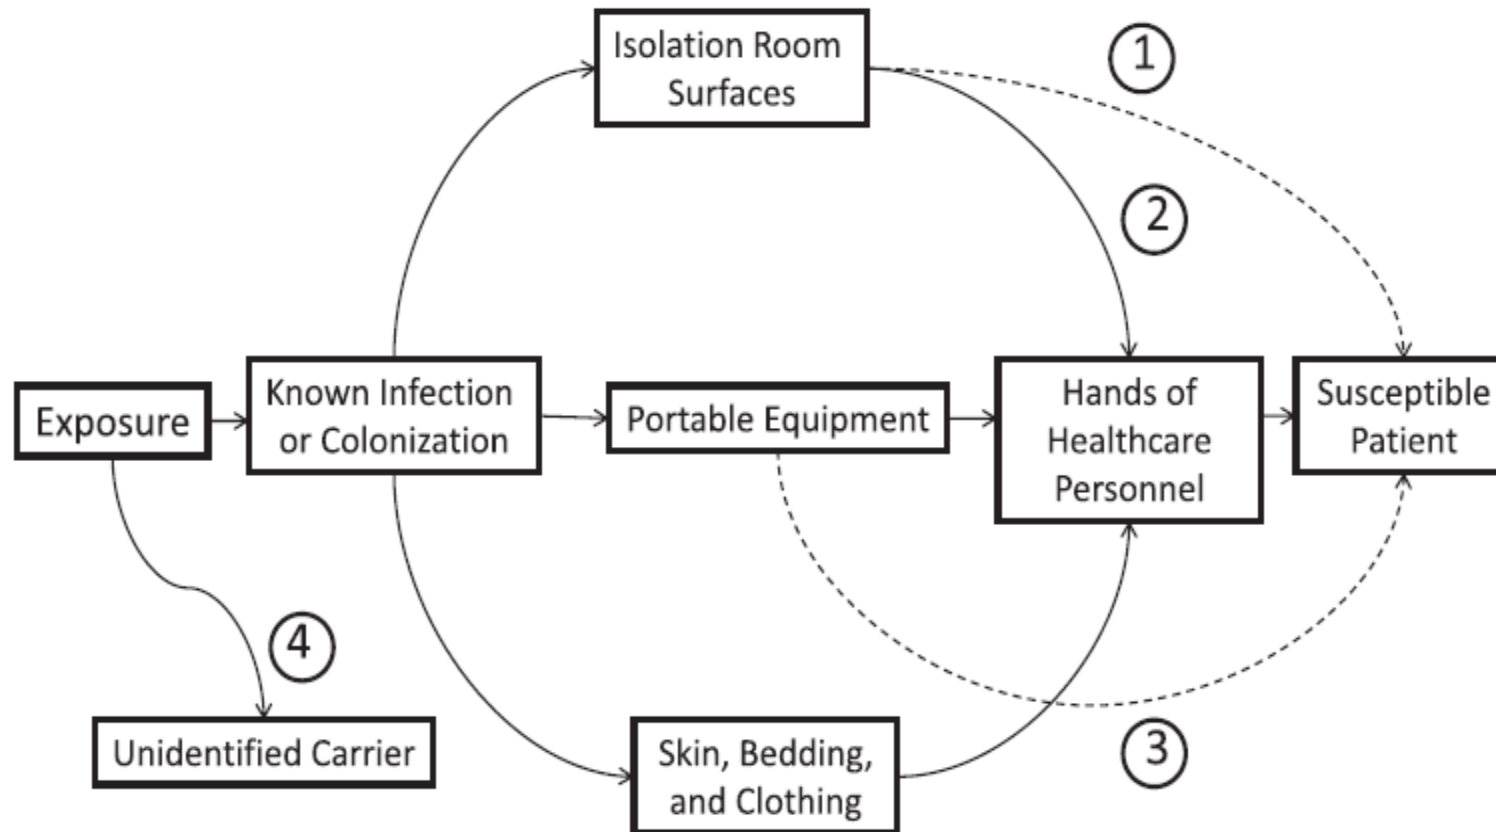 Isolation Room
Surfaces
1
2
Exposure
Known Infection
or Colonization
Portable Equipment
Hands of
Healthcare
Personnel
Susceptible
Patient
4
Unidentified Carrier
Skin, Bedding,
and Clothing
3